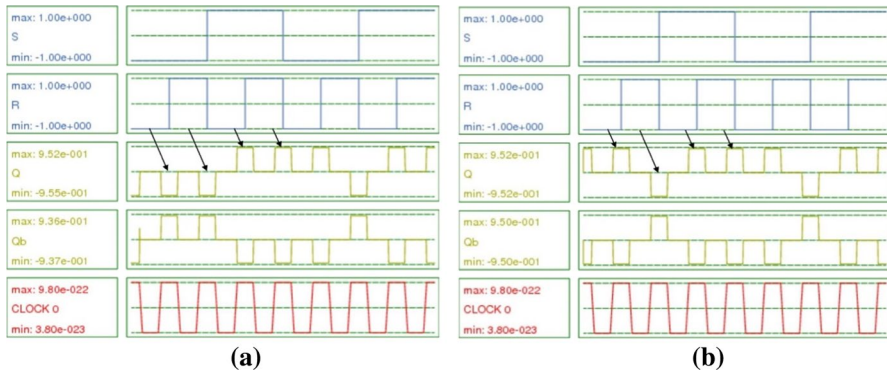 max: 1.00e+000
S
min: -1.00e+000
max: 1.00e+000
R
min: -1.00e+000
max: 9.52e-001
Q
min: -9.55e-001
max: 9.36e-001
Qb
min: -9.37e-001
max: 9.80e-022
CLOCK 0
min: 3.80e-023
(a)
max: 1.00e+000
S
min: -1.00e+000
max: 1.00e+000
R
min: -1.00e+000
max: 9.52e-001
Q
min: -9.52e-001
max: 9.50e-001
Qb
min: -9.50e-001
max: 9.80e-022
CLOCK 0
min: 3.80e-023
(b)